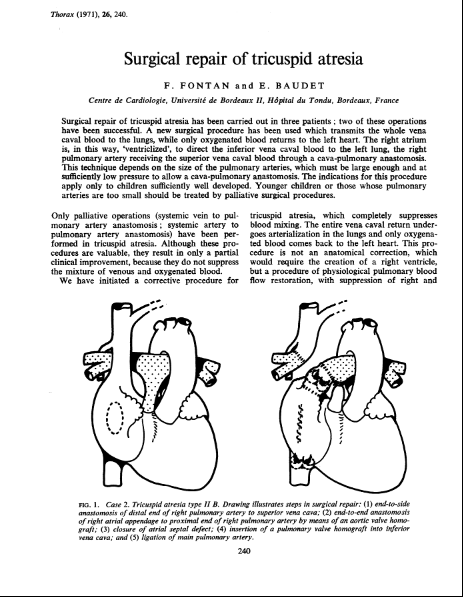 Thorax (1971), 26, 240.
Surgical repair of tricuspid atresia
F. FONTAN and E. BAUDET
Centre de Cardiologie, Université de Bordeaux II, Hôpital du Tondu, Bordeaux, France
Surgical repair of tricuspid atresia has been carried out in three patients ; two of these operations
have been successful. A new surgical procedure has been used which transmits the whole vena
caval blood to the lungs, while only oxygenated blood returns to the left heart. The right atrium
is, in this way, 'ventriclized', to direct the inferior vena caval blood to the left lung, the right
pulmonary artery receiving the superior vena caval blood through a cava-pulmonary anastomosis.
This technique depends on the size of the pulmonary arteries, which must be large enough and at
sufficiently low pressure to allow a cava-pulmonary anastomosis. The indications for this procedure
apply only to children sufficiently well developed. Younger children or those whose pulmonary
arteries are too small should be treated by palliative surgical procedures.
Only palliative operations (systemic vein to pul-
monary artery anastomosis ; systemic artery to
pulmonary artery anastomosis) have been per-
formed in tricuspid atresia. Although these pro-
cedures are valuable, they result in only a partial
clinical improvement, because they do not suppress
the mixture of venous and oxygenated blood.
We have initiated a corrective procedure for
tricuspid atresia, which completely suppresses
blood mixing. The entire vena caval return under-
goes arterialization in the lungs and only oxygena-
ted blood comes back to the left heart. This pro-
cedure is not an anatomical correction, which
would require the creation of a right ventricle,
but a procedure of physiological pulmonary blood
flow restoration, with suppression of right and
FIG. 1. Case 2. Tricuspid atresia type II B. Drawing illustrates steps in surgical repair: (1) end-to-side
anastomosis of distal end of right pulmonary artery to superior vena cava; (2) end-to-end anastomosis
of right atrial appendage to proximal end of right pulmonary artery by means of an aortic valve homo-
graft; (3) closure of atrial septal defect; (4) insertion of a pulmonary valve homograft into inferior
vena cava; and (5) ligation of main pulmonary artery.
240